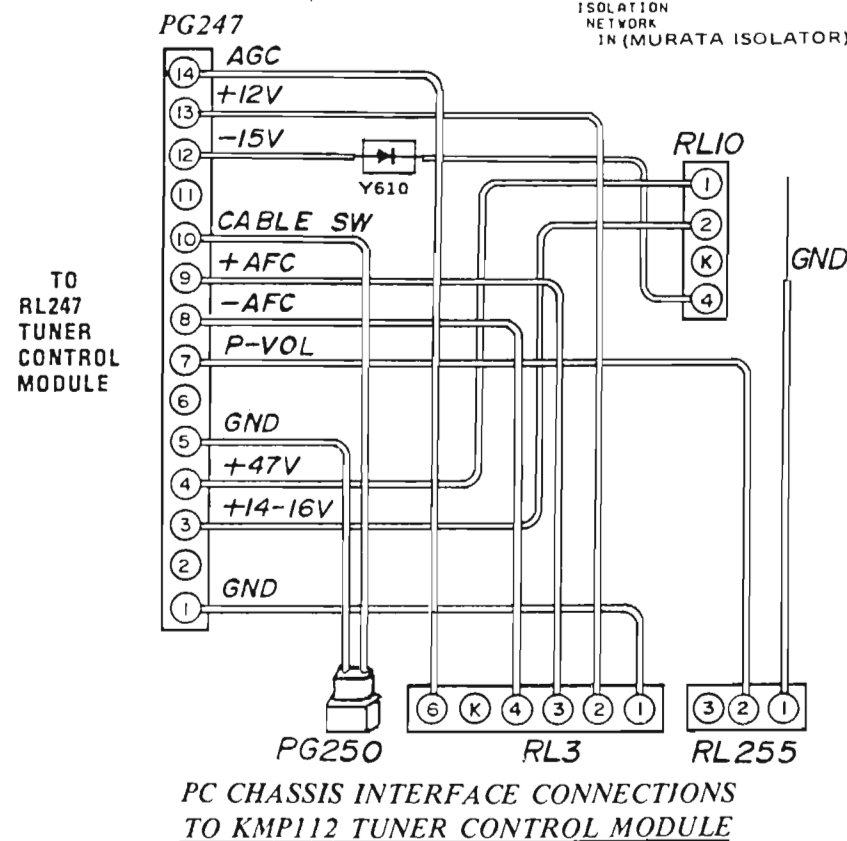 ISOLATION
NETWORK
IN (MURATA ISOLATOR)
PG247
14 AGC
13 +12V
12 -15V
Y610
11
10 CABLE SW
9 +AFC
8 -AFC
7 P-VOL
6
5 GND
4 +47V
3 +14-16V
2
1 GND
TO
RL247
TUNER
CONTROL
MODULE
RL10
1
2
K
4
GND
6 K 4 3 2 1
3 2 1
PG250
RL3
RL255
PC CHASSIS INTERFACE CONNECTIONS
TO KMP112 TUNER CONTROL MODULE